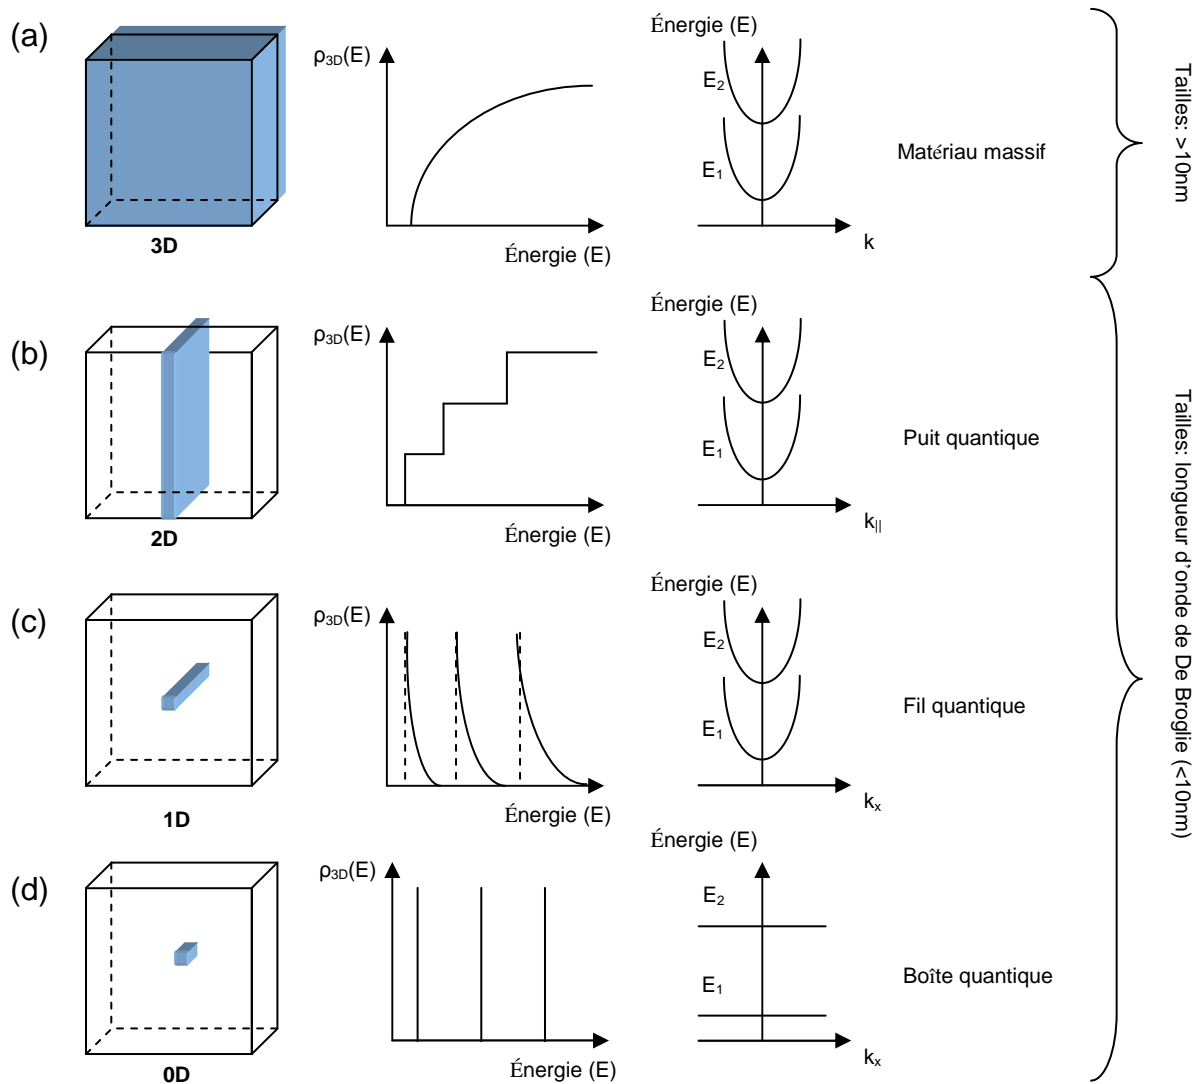 (a)
ρ3D(E)
Énergie (E)
3D
Énergie (E)
E2
E1
k
Matériau massif
Tailles: >10nm
(b)
ρ3D(E)
Énergie (E)
2D
Énergie (E)
E2
E1
k||
Puit quantique
Tailles: longueur d'onde de De Broglie (<10nm)
(c)
ρ3D(E)
Énergie (E)
1D
Énergie (E)
E2
E1
kx
Fil quantique
(d)
ρ3D(E)
Énergie (E)
0D
Énergie (E)
E2
E1
kx
Boîte quantique